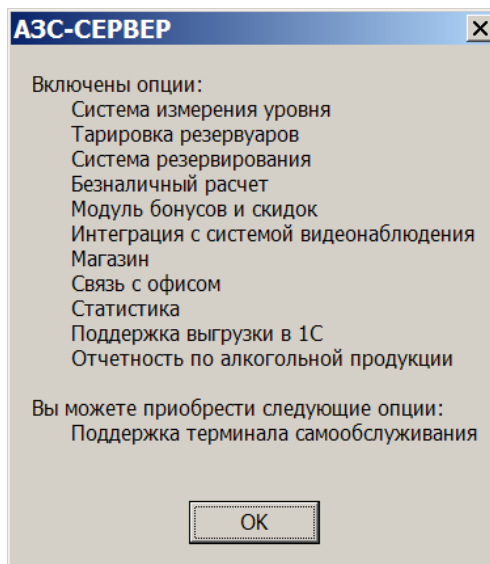 АЗС-СЕРВЕР
Включены опции:
Система измерения уровня
Тарировка резервуаров
Система резервирования
Безналичный расчет
Модуль бонусов и скидок
Интеграция с системой видеонаблюдения
Магазин
Связь с офисом
Статистика
Поддержка выгрузки в 1С
Отчетность по алкогольной продукции
Вы можете приобрести следующие опции:
Поддержка терминала самообслуживания
OK